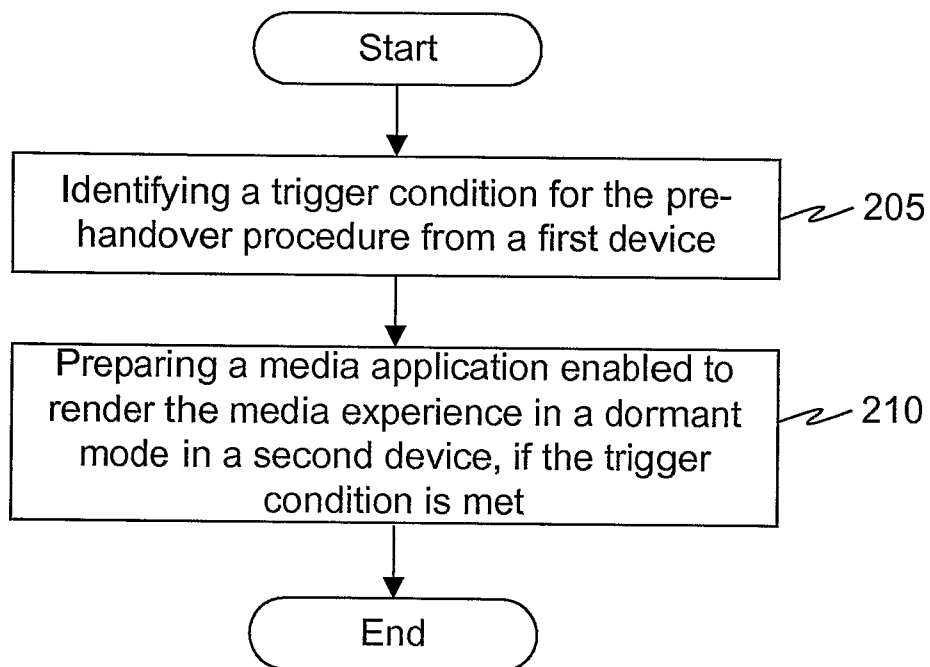 Start
Identifying a trigger condition for the pre-
handover procedure from a first device
205
Preparing a media application enabled to
render the media experience in a dormant
mode in a second device, if the trigger
condition is met
210
End